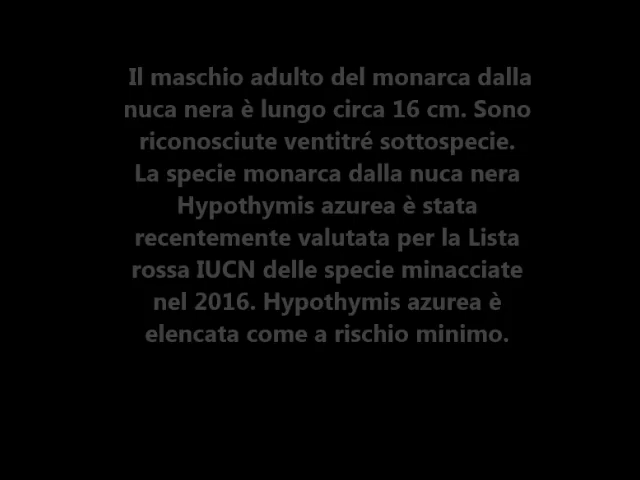 Il maschio adulto del monarca dalla
nuca nera è lungo circa 16 cm. Sono
riconosciute ventitré sottospecie.
La specie monarca dalla nuca nera
Hypothymis azurea è stata
recentemente valutata per la Lista
rossa IUCN delle specie minacciate
nel 2016. Hypothymis azurea è
elencata come a rischio minimo.